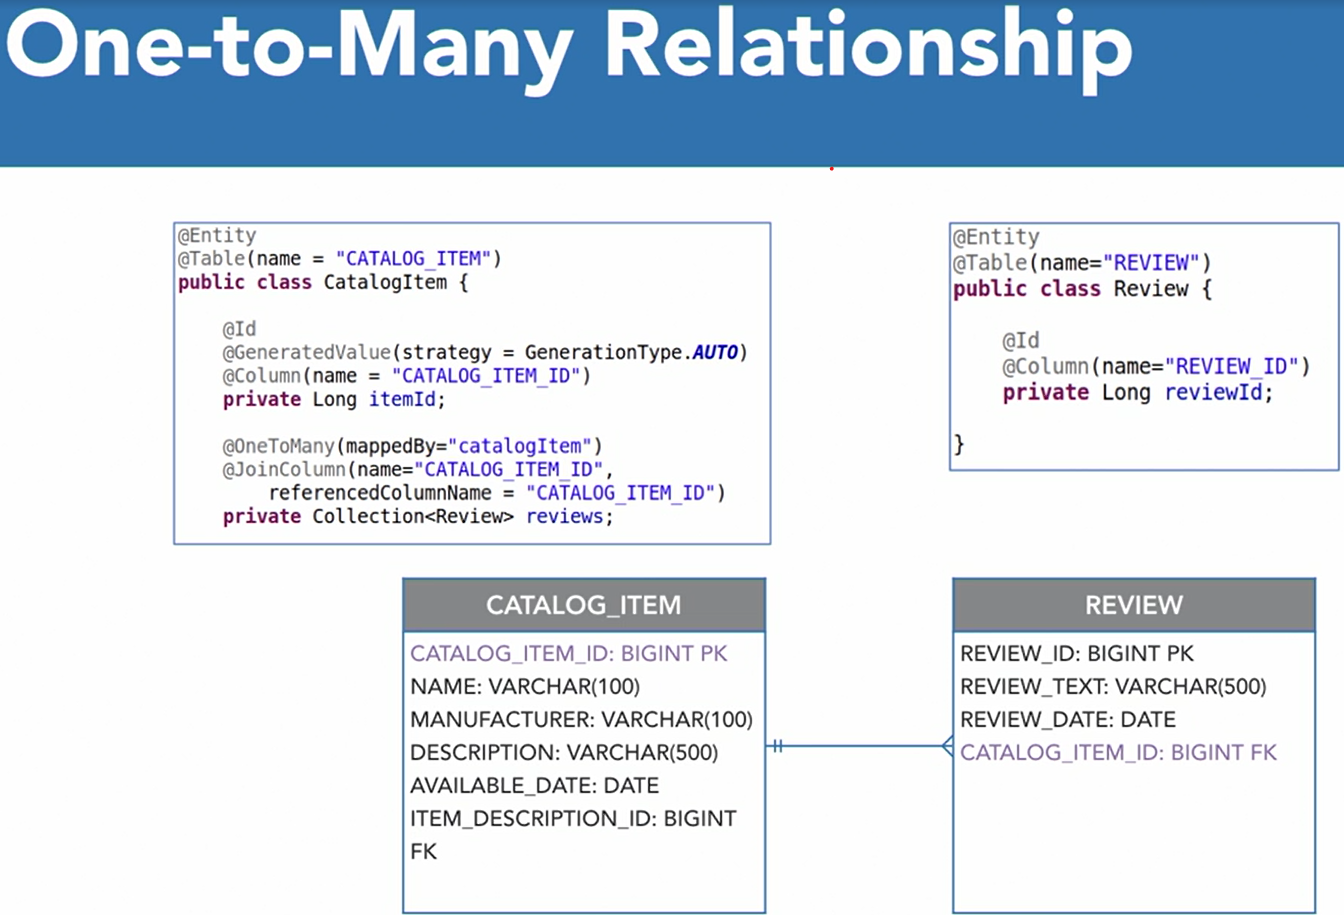 One-to-Many Relationship
@Entity
@Table(name = "CATALOG_ITEM")
public class CatalogItem {
@Id
@GeneratedValue(strategy = GenerationType.AUTO)
@Column(name = "CATALOG_ITEM_ID")
private Long itemId;
@OneToMany(mappedBy="catalogItem")
@JoinColumn(name="CATALOG_ITEM_ID",
referencedColumnName = "CATALOG_ITEM_ID")
private Collection<Review> reviews;
@Entity
@Table(name="REVIEW")
public class Review {
@Id
@Column(name="REVIEW_ID")
private Long reviewId;
}
CATALOG_ITEM
CATALOG_ITEM_ID: BIGINT PK
NAME: VARCHAR(100)
MANUFACTURER: VARCHAR(100)
DESCRIPTION: VARCHAR(500)
AVAILABLE_DATE: DATE
ITEM_DESCRIPTION_ID: BIGINT
FK
REVIEW
REVIEW_ID: BIGINT PK
REVIEW_TEXT: VARCHAR(500)
REVIEW_DATE: DATE
CATALOG_ITEM_ID: BIGINT FK